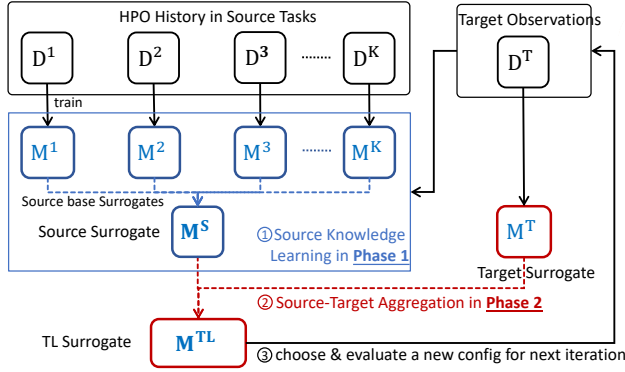 HPO History in Source Tasks
Target Observations
D¹ D² D³ ........ Dᴷ
Dᵀ
train
M¹ M² M³ ........ Mᴷ
Source base Surrogates
Source Surrogate
Mˢ
①Source Knowledge
Learning in Phase 1
Mᵀ
Target Surrogate
② Source-Target Aggregation in Phase 2
TL Surrogate
Mᵀᴸ
③ choose & evaluate a new config for next iteration